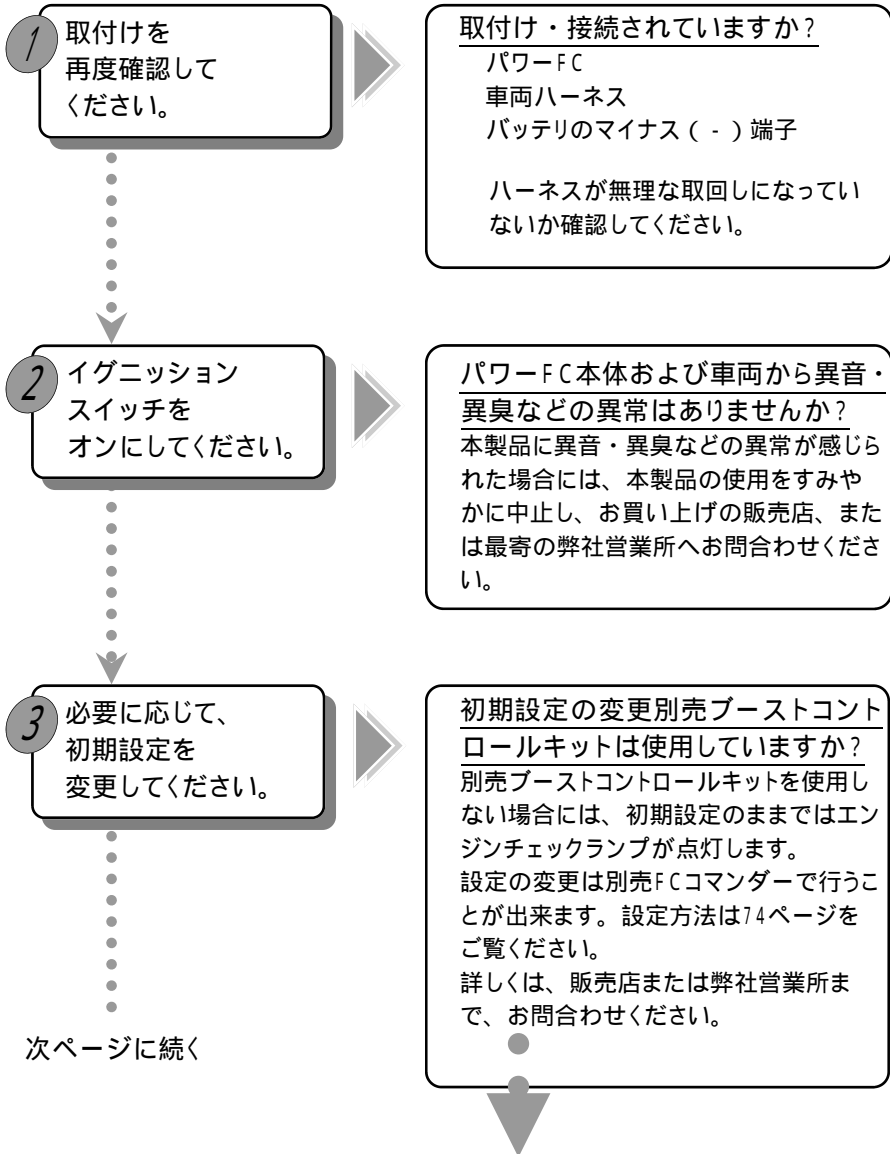 1
取付けを
再度確認して
ください。
取付け・接続されていますか?
パワーFC
車両ハーネス
バッテリのマイナス(-)端子
ハーネスが無理な取回しになってい
ないか確認してください。
2
イグニッション
スイッチを
オンにしてください。
パワーFC本体および車両から異音・
異臭などの異常はありませんか?
本製品に異音・異臭などの異常が感じら
れた場合には、本製品の使用をすみや
かに中止し、お買い上げの販売店、また
は最寄の弊社営業所へお問合わせくださ
い。
3
必要に応じて、
初期設定を
変更してください。
初期設定の変更別売ブーストコント
ロールキットは使用していますか?
別売ブーストコントロールキットを使用し
ない場合には、初期設定のままではエン
ジンチェックランプが点灯します。
設定の変更は別売FCコマンダーで行うこ
とが出来ます。設定方法は74ページを
ご覧ください。
詳しくは、販売店または弊社営業所ま
で、お問合わせください。
次ページに続く